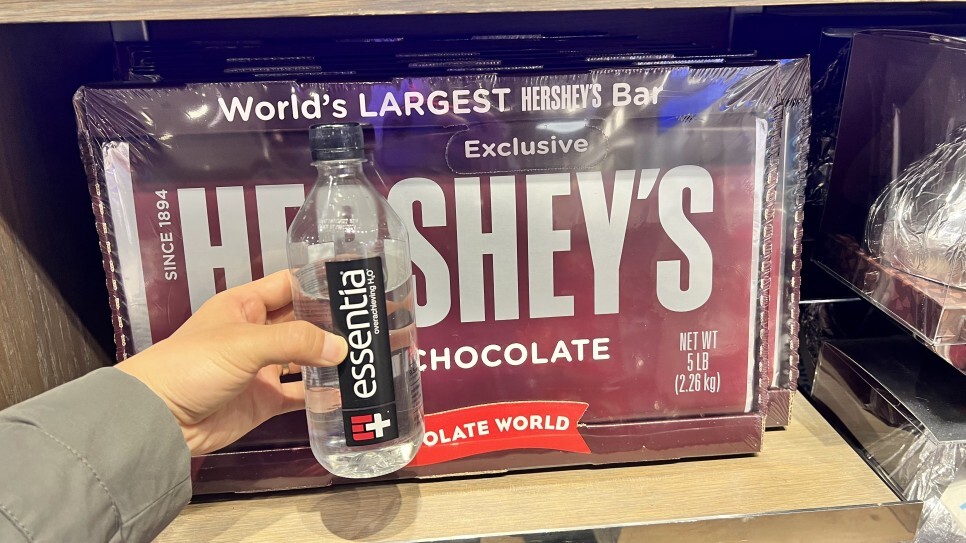 World's LARGEST HERSHEY'S Bar
Exclusive
SINCE 1894
HERSHEY'S
CHOCOLATE
NET WT
5 LB
(2.26 kg)
OLATE WORLD
essentia
overachieving H₂O